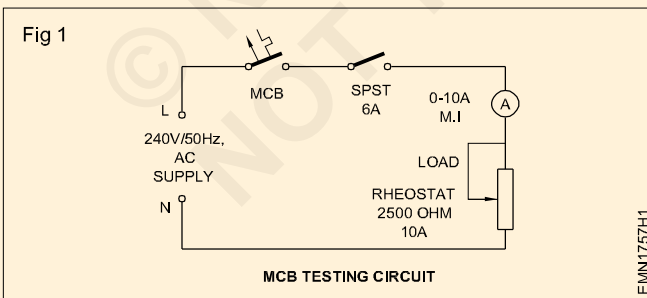 Fig 1
MCB
SPST
6A
0-10A
M.I
A
L
240V/50Hz,
AC
SUPPLY
N
LOAD
RHEOSTAT
2500 OHM
10A
MCB TESTING CIRCUIT
EMN1757H1
©
NOT